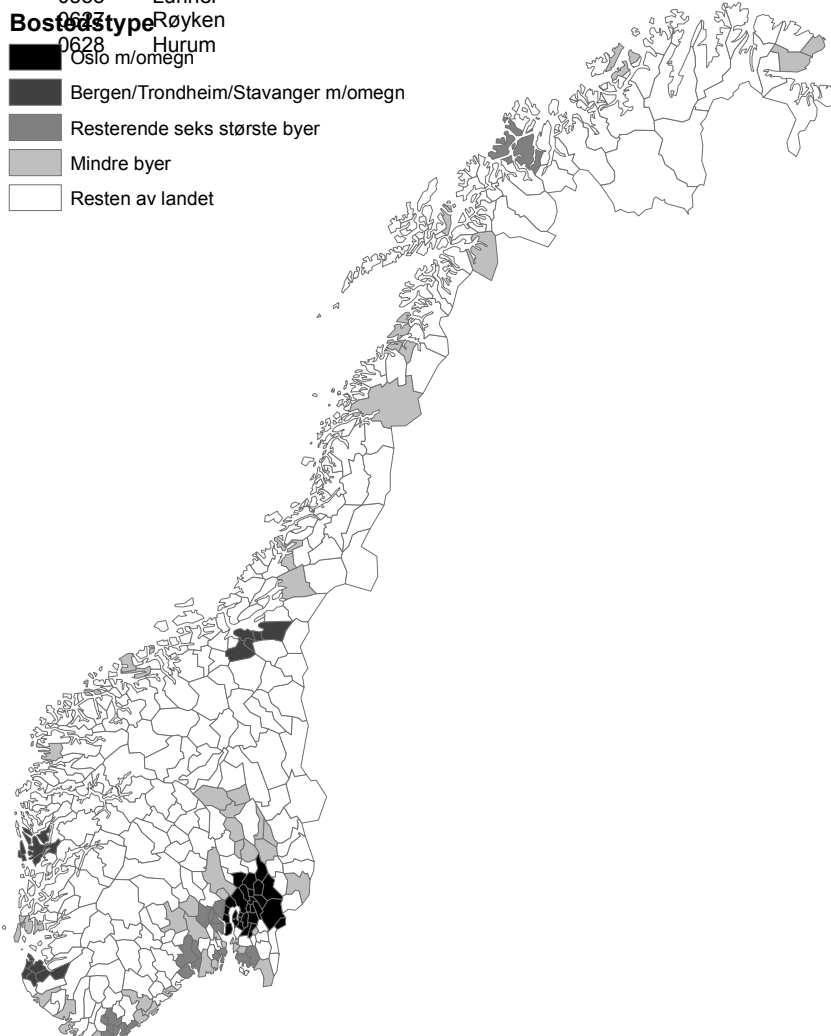 Bostedstype
0627 Røyken
0628 Hurum
Oslo m/omegn
Bergen/Trondheim/Stavanger m/omegn
Resterende seks største byer
Mindre byer
Resten av landet